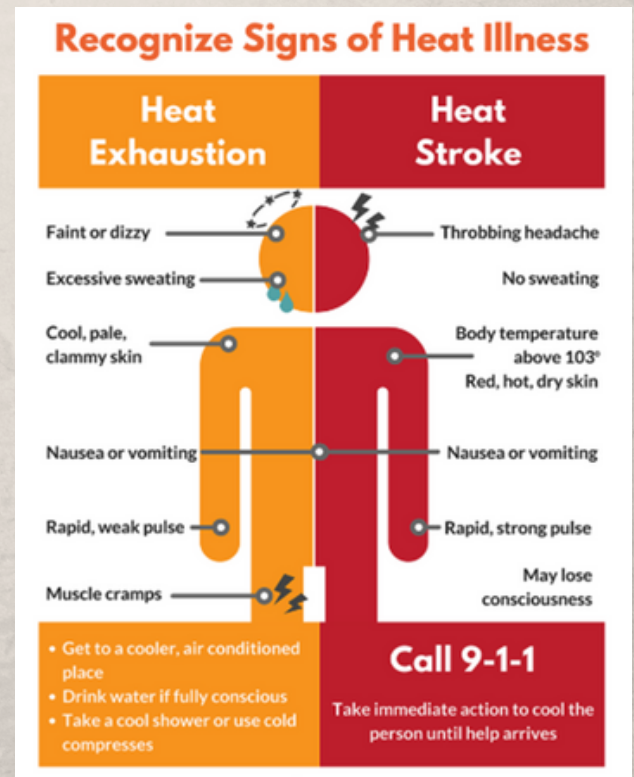 Recognize Signs of Heat Illness
Heat
Exhaustion
Heat
Stroke
Faint or dizzy
Throbbing headache
Excessive sweating
No sweating
Cool, pale,
clammy skin
Body temperature
above 103°
Red, hot, dry skin
Nausea or vomiting
Nausea or vomiting
Rapid, weak pulse
Rapid, strong pulse
Muscle cramps
May lose
consciousness
• Get to a cooler, air conditioned
place
• Drink water if fully conscious
• Take a cool shower or use cold
compresses
Call 9-1-1
Take immediate action to cool the
person until help arrives